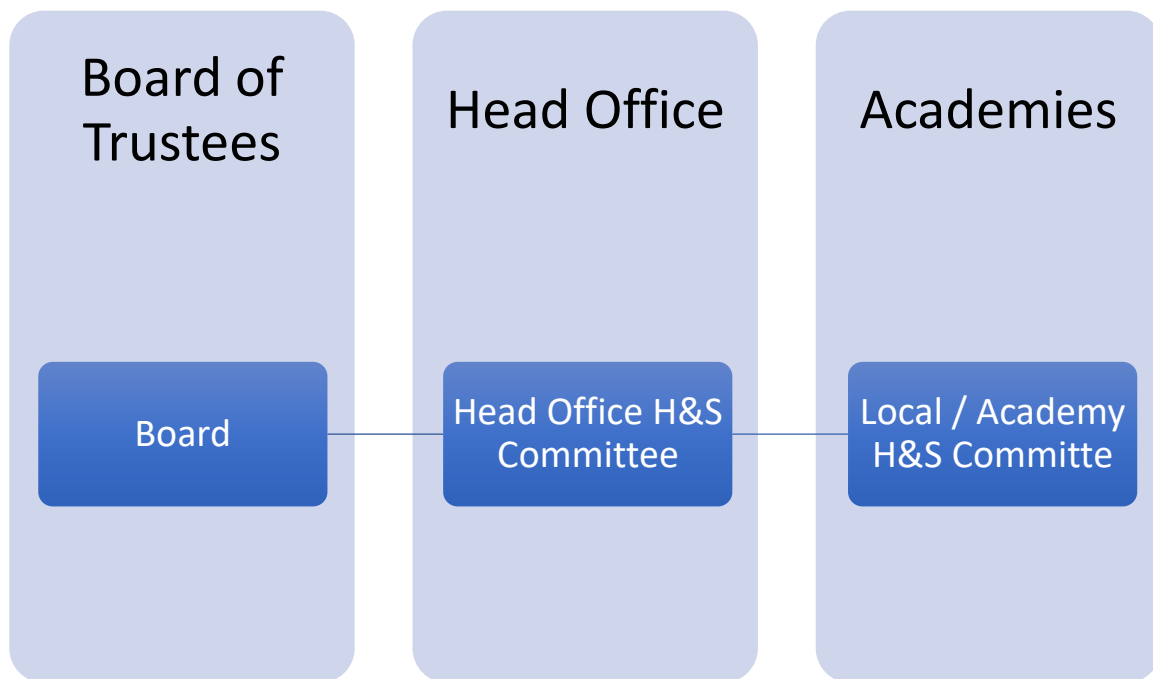 Board of
Trustees
Head Office
Academies
Board
Head Office H&S
Committee
Local / Academy
H&S Committe